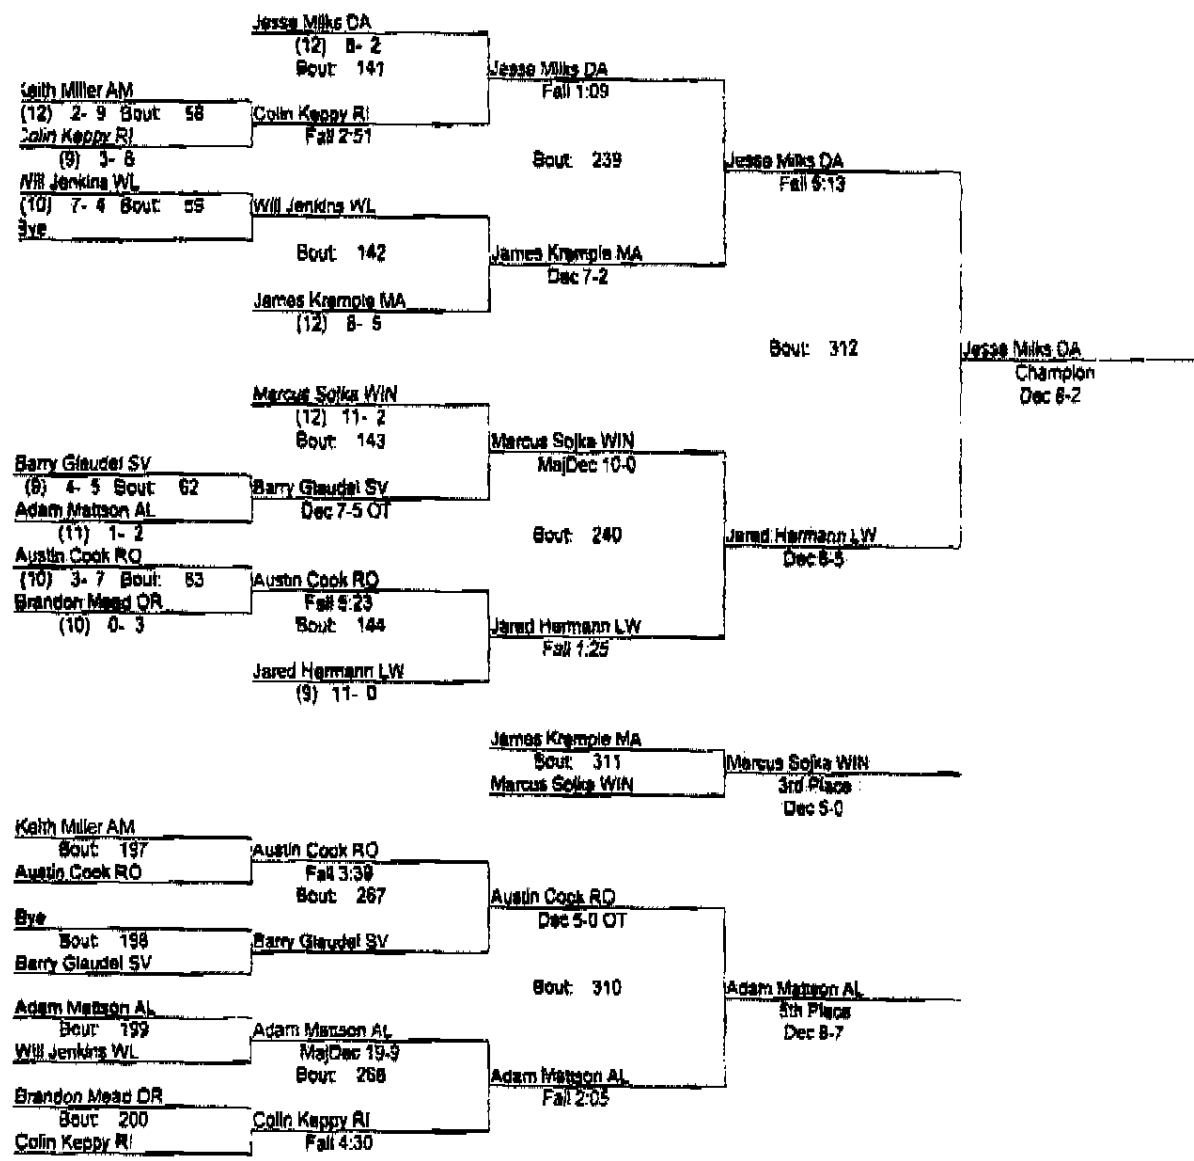 Jesse Milks DA
(12) 8- 2
Bout: 141
Jesse Milks DA
Fall 1:09
Keith Miller AM
(12) 2- 9 Bout: 58
Colin Keppy RI
(9) 3- 8
Colin Keppy RI
Fall 2:51
Bout: 239
Jesse Milks DA
Fall 5:13
Will Jenkins WL
(10) 7- 4 Bout: 59
Bye
Will Jenkins WL
Bout: 142
James Kremple MA
Dec 7-2
James Kremple MA
(12) 8- 5
Bout: 312
Jesse Milks DA
Champion
Dec 8-2
Marcus Sojka WIN
(12) 11- 2
Bout: 143
Marcus Sojka WIN
MajDec 10-0
Barry Glaudel SV
(9) 4- 5 Bout: 62
Adam Mattson AL
(11) 1- 2
Barry Glaudel SV
Dec 7-5 OT
Bout: 240
Jared Hermann LW
Dec 6-5
Austin Cook RO
(10) 3- 7 Bout: 63
Brandon Mead DR
(10) 0- 3
Austin Cook RO
Fall 5:23
Bout: 144
Jared Hermann LW
Fall 1:25
Jared Hermann LW
(9) 11- 0
James Kremple MA
Bout: 311
Marcus Sojka WIN
Marcus Sojka WIN
3rd Place
Dec 5-0
Keith Miller AM
Bout: 197
Austin Cook RO
Austin Cook RO
Fall 3:39
Bout: 267
Austin Cook RO
Dec 5-0 OT
Bye
Bout: 198
Barry Glaudel SV
Barry Glaudel SV
Bout: 310
Adam Mattson AL
5th Place
Dec 8-7
Adam Mattson AL
Bout: 199
Will Jenkins WL
Adam Mattson AL
MajDec 19-9
Bout: 268
Adam Mattson AL
Fall 2:05
Brandon Mead DR
Bout: 200
Colin Keppy RI
Colin Keppy RI
Fall 4:30